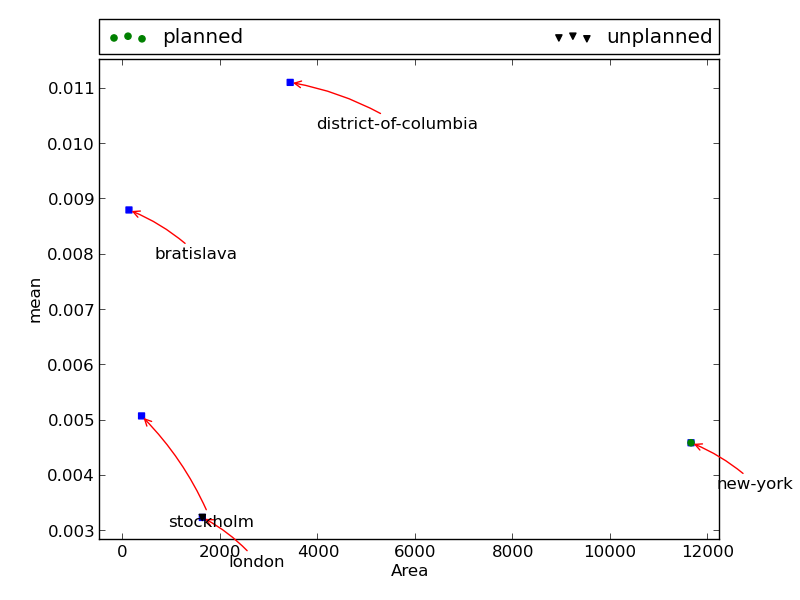 planned
unplanned
0.011
district-of-columbia
0.010
0.009
bratislava
0.008
mean
0.007
0.006
0.005
0.004
new-york
stockholm
0.003
london
0 2000 4000 6000 8000 10000 12000
Area